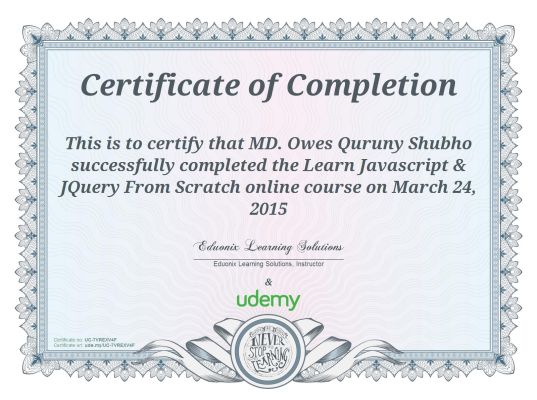 Certificate of Completion
This is to certify that MD. Owes Quruny Shubho
successfully completed the Learn Javascript &
JQuery From Scratch online course on March 24,
2015
Eduonix Learning Solutions
Eduonix Learning Solutions, Instructor
&
udemy
Certificate no: UC-TVREXV4F
Certificate url: ude.my/UC-TVREXV4F
NEVER
STOP
LEARNING